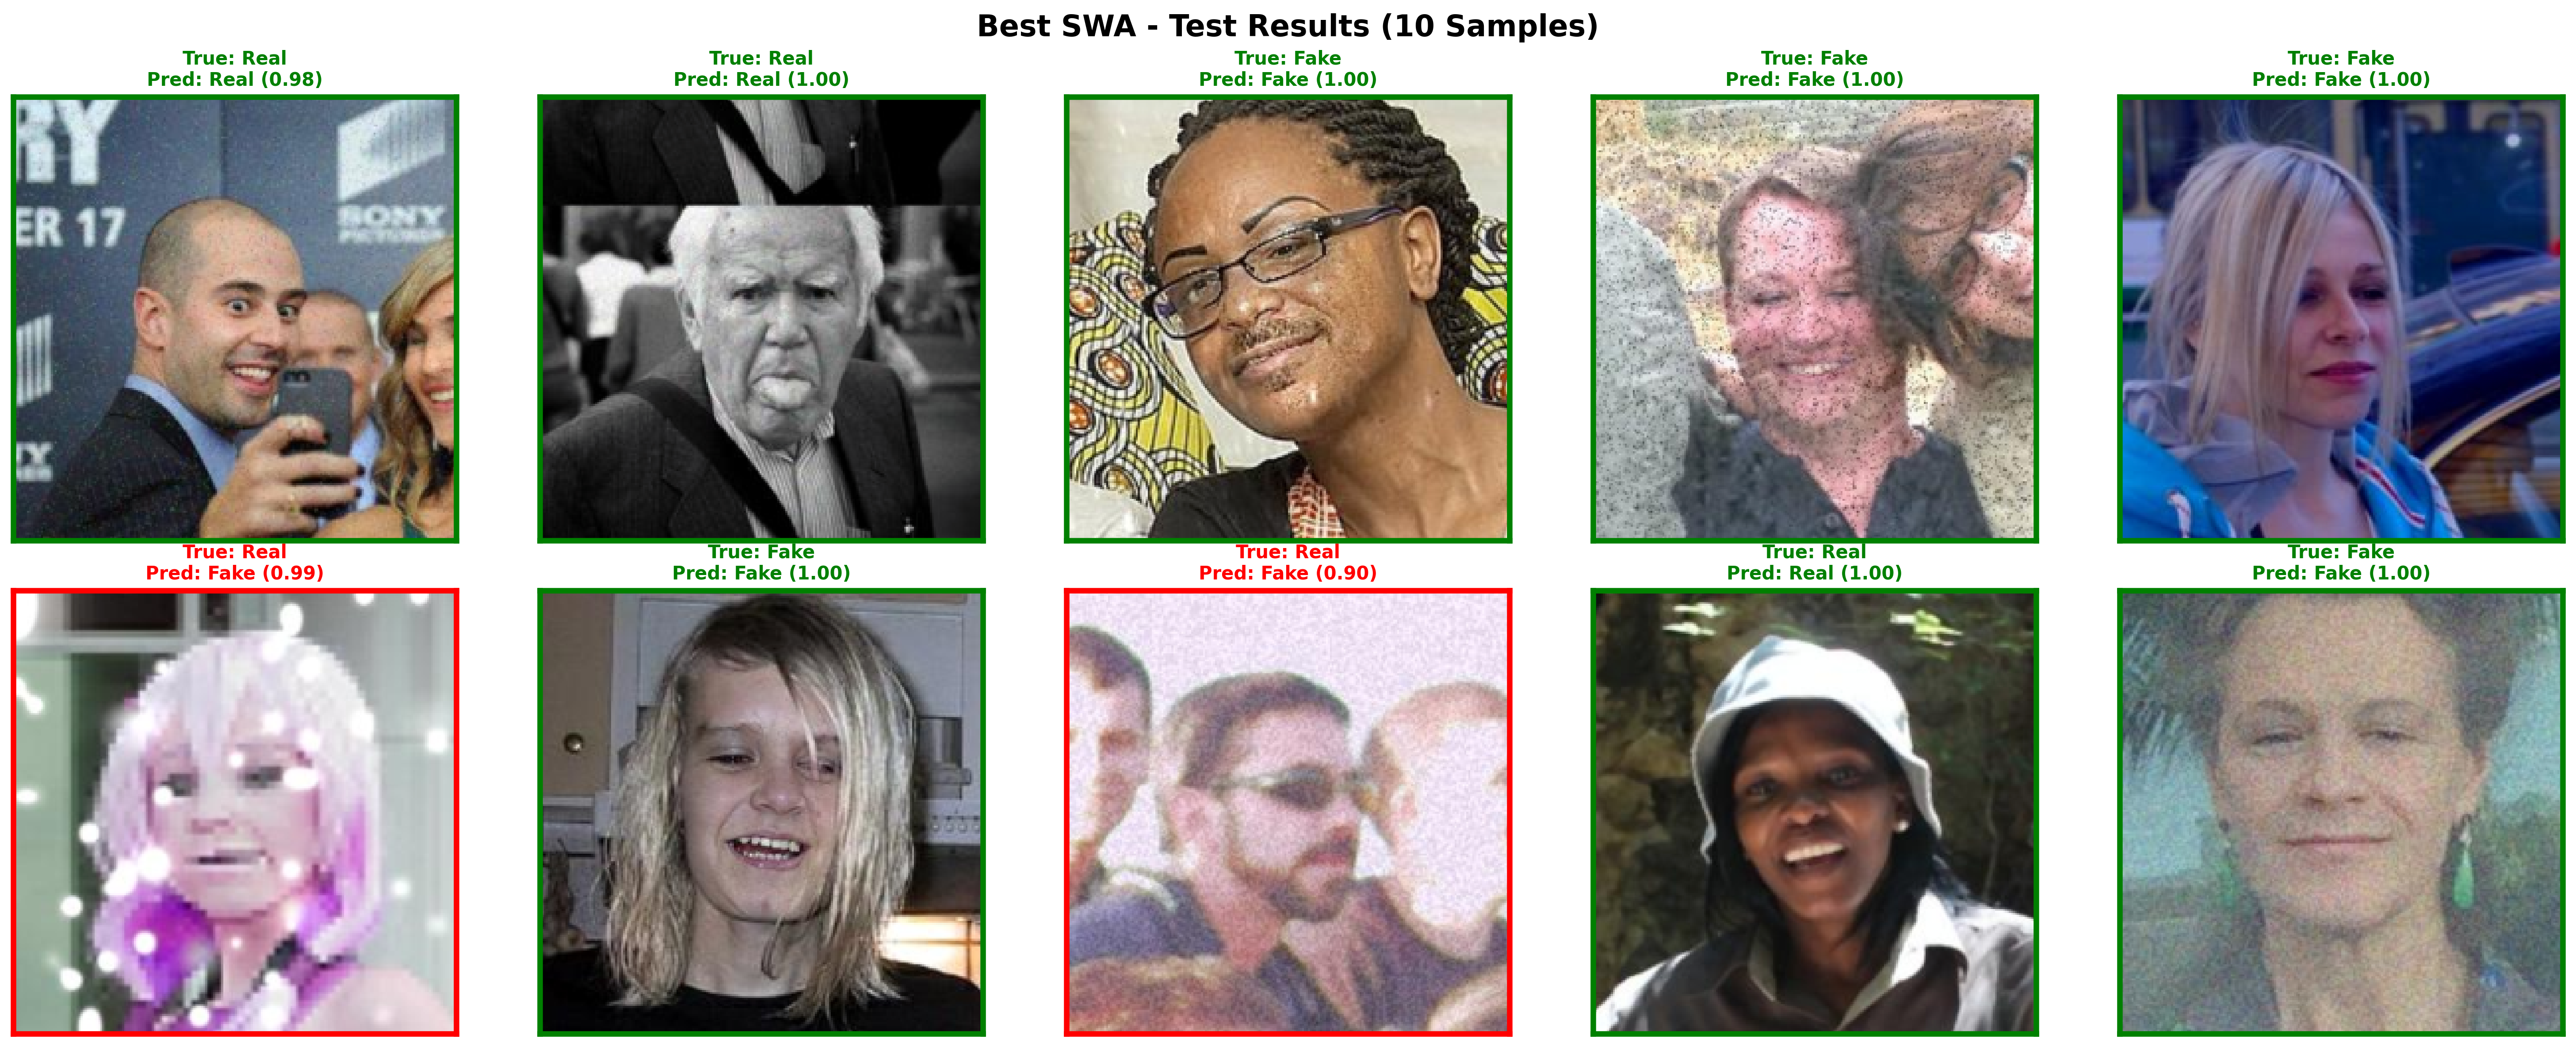 Best SWA - Test Results (10 Samples)
True: Real
Pred: Real (0.98)
True: Real
Pred: Real (1.00)
True: Fake
Pred: Fake (1.00)
True: Fake
Pred: Fake (1.00)
True: Fake
Pred: Fake (1.00)
RY
ER 17
SONY
PICTURES
True: Real
Pred: Fake (0.99)
True: Fake
Pred: Fake (1.00)
True: Real
Pred: Fake (0.90)
True: Real
Pred: Real (1.00)
True: Fake
Pred: Fake (1.00)